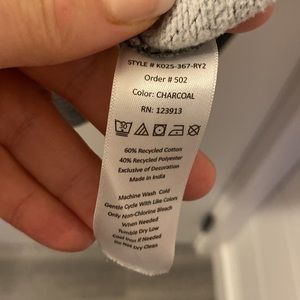 STYLE # K025-367-RY2
Order # 502
Color: CHARCOAL
RN: 123913
60% Recycled Cotton
40% Recycled Polyester
Exclusive of Decoration
Made in India
Machine Wash Cold
Gentle Cycle With Like Colors
Only Non-Chlorine Bleach
When Needed
Tumble Dry Low
Cool Iron If Needed
Do Not Dry Clean